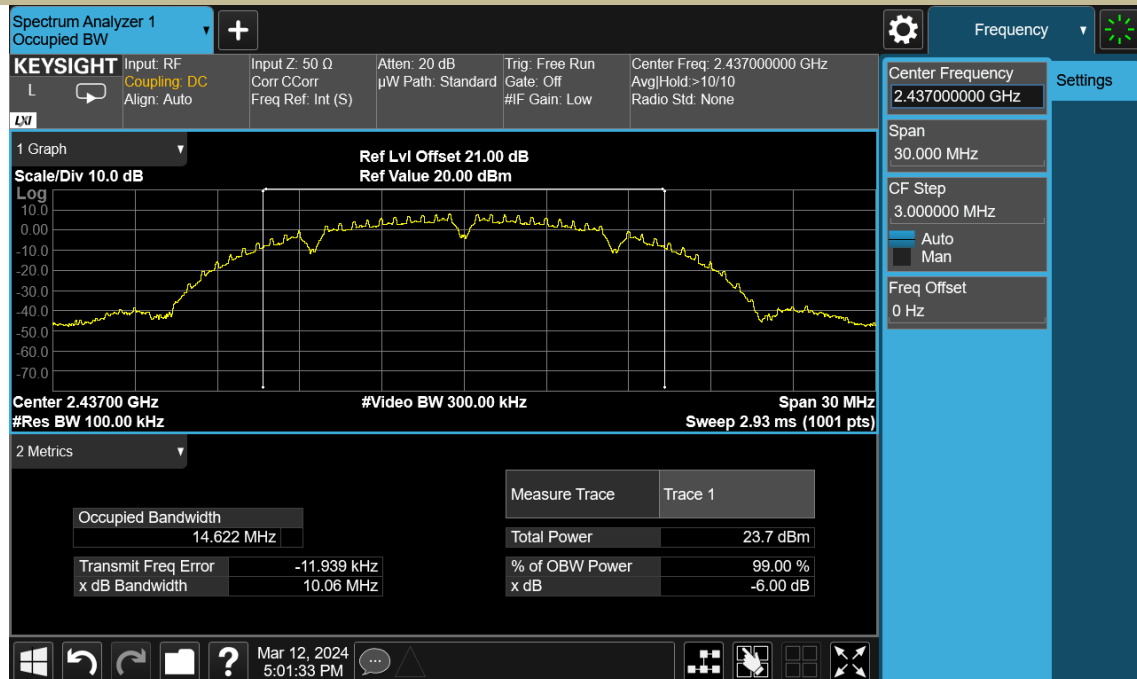 Spectrum Analyzer 1
Occupied BW
+
Frequency
KEYSIGHT
L
LXI
Input: RF
Coupling: DC
Align: Auto
Input Z: 50 Ω
Corr CCorr
Freq Ref: Int (S)
Atten: 20 dB
µW Path: Standard
Trig: Free Run
Gate: Off
#IF Gain: Low
Center Freq: 2.437000000 GHz
Avg|Hold:>10/10
Radio Std: None
Center Frequency
2.437000000 GHz
Settings
Span
30.000 MHz
CF Step
3.000000 MHz
Auto
Man
Freq Offset
0 Hz
1 Graph
Scale/Div 10.0 dB
Ref Lvl Offset 21.00 dB
Ref Value 20.00 dBm
Log
10.0
0.00
-10.0
-20.0
-30.0
-40.0
-50.0
-60.0
-70.0
Center 2.43700 GHz
#Video BW 300.00 kHz
Span 30 MHz
#Res BW 100.00 kHz
Sweep 2.93 ms (1001 pts)
2 Metrics
Measure Trace Trace 1
Occupied Bandwidth
14.622 MHz
Total Power 23.7 dBm
Transmit Freq Error -11.939 kHz
% of OBW Power 99.00 %
x dB Bandwidth 10.06 MHz
x dB -6.00 dB
?
Mar 12, 2024
5:01:33 PM